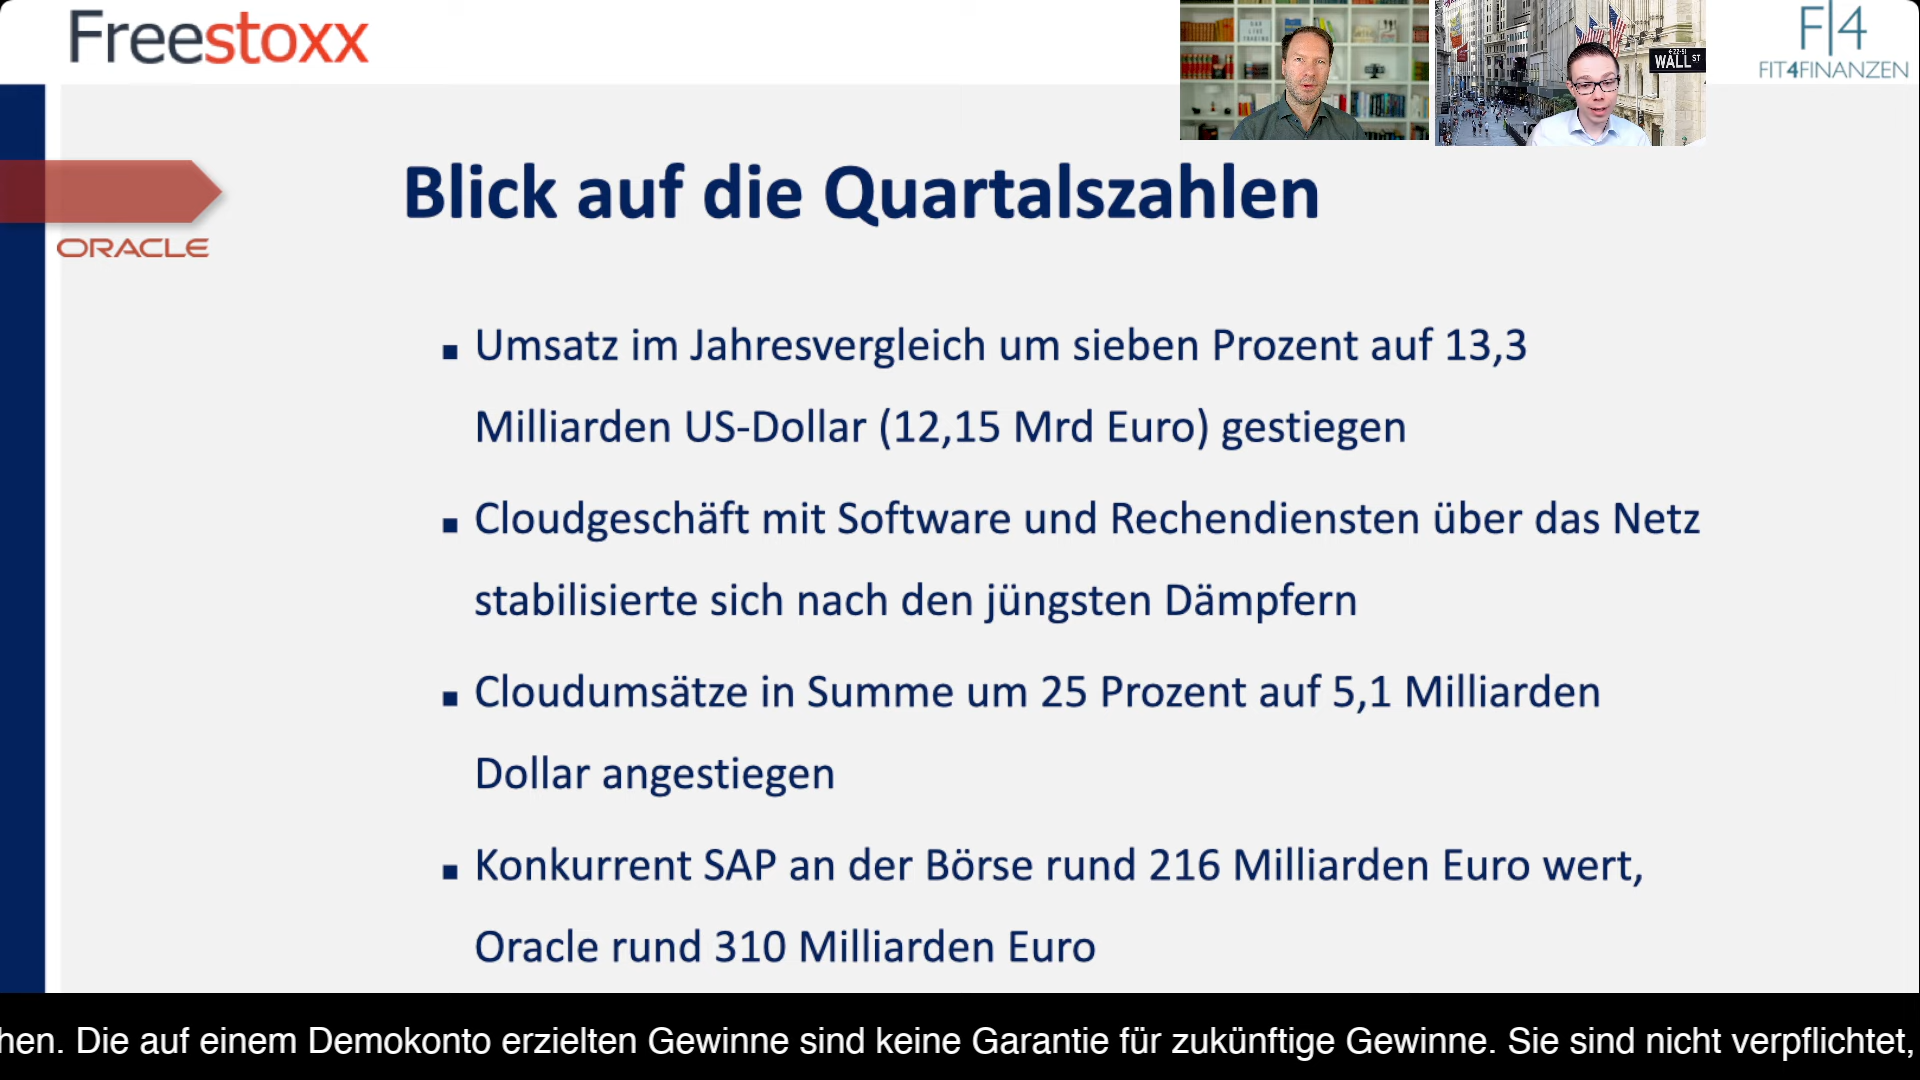 Freestoxx
WALL ST
F|4
FIT4FINANZEN
ORACLE
Blick auf die Quartalszahlen
▪ Umsatz im Jahresvergleich um sieben Prozent auf 13,3
Milliarden US-Dollar (12,15 Mrd Euro) gestiegen
▪ Cloudgeschäft mit Software und Rechendiensten über das Netz
stabilisierte sich nach den jüngsten Dämpfern
▪ Cloudumsätze in Summe um 25 Prozent auf 5,1 Milliarden
Dollar angestiegen
▪ Konkurrent SAP an der Börse rund 216 Milliarden Euro wert,
Oracle rund 310 Milliarden Euro
hen. Die auf einem Demokonto erzielten Gewinne sind keine Garantie für zukünftige Gewinne. Sie sind nicht verpflichtet,